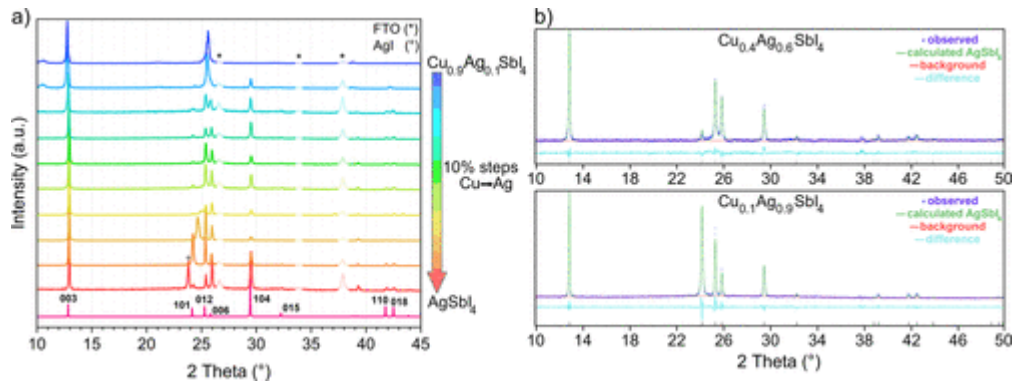 a)
FTO (*)
AgI (°)
Cu0.9Ag0.1SbI4
10% steps
Cu→Ag
AgSbI4
Intensity (a.u.)
003
101
012
006
104
015
110
018
10 15 20 25 30 35 40 45
2 Theta (°)
b)
Cu0.4Ag0.6SbI4
observed
calculated AgSbI4
background
difference
10 14 18 22 26 30 34 38 42 46 50
Cu0.1Ag0.9SbI4
observed
calculated AgSbI4
background
difference
10 14 18 22 26 30 34 38 42 46 50
2 Theta (°)